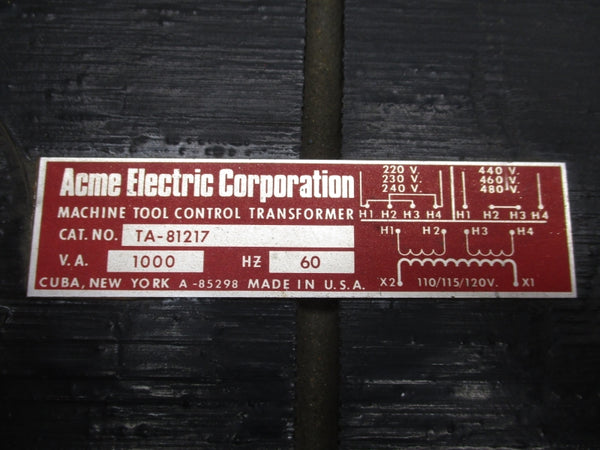 Acme Electric Corporation
MACHINE TOOL CONTROL TRANSFORMER
CAT. NO. TA-81217
V.A. 1000 HZ 60
CUBA, NEW YORK A-85298 MADE IN U.S.A.
220 V.
230 V.
240 V.
H1 H2 H3 H4
440 V.
460 V.
480 V.
H1 H2 H3 H4
H1 H2 H3 H4
X2 110/115/120V. X1